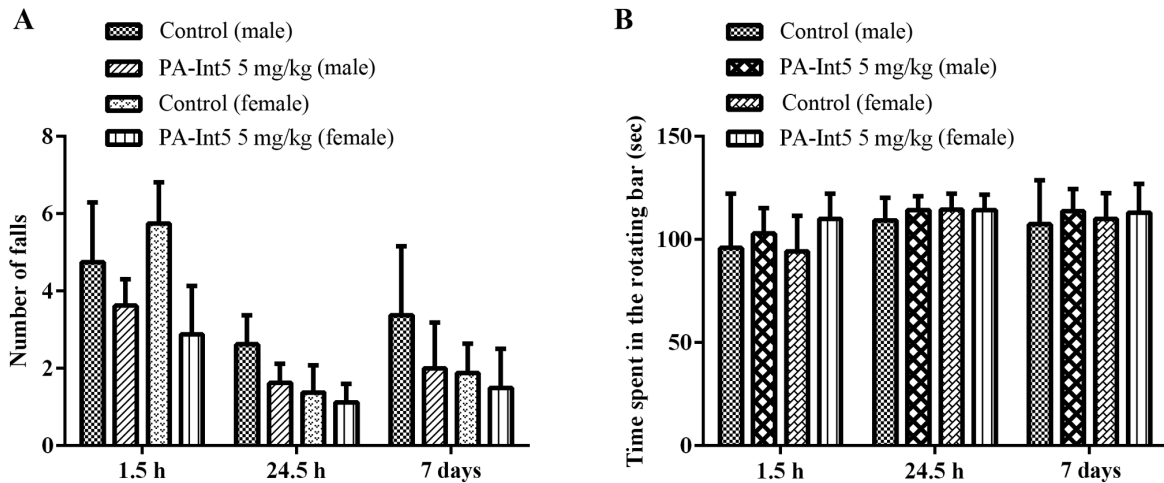 A
Control (male)
PA-Int5 5 mg/kg (male)
Control (female)
PA-Int5 5 mg/kg (female)
Number of falls
8
6
4
2
0
1.5 h
24.5 h
7 days
B
Control (male)
PA-Int5 5 mg/kg (male)
Control (female)
PA-Int5 5 mg/kg (female)
Time spent in the rotating bar (sec)
150
100
50
0
1.5 h
24.5 h
7 days